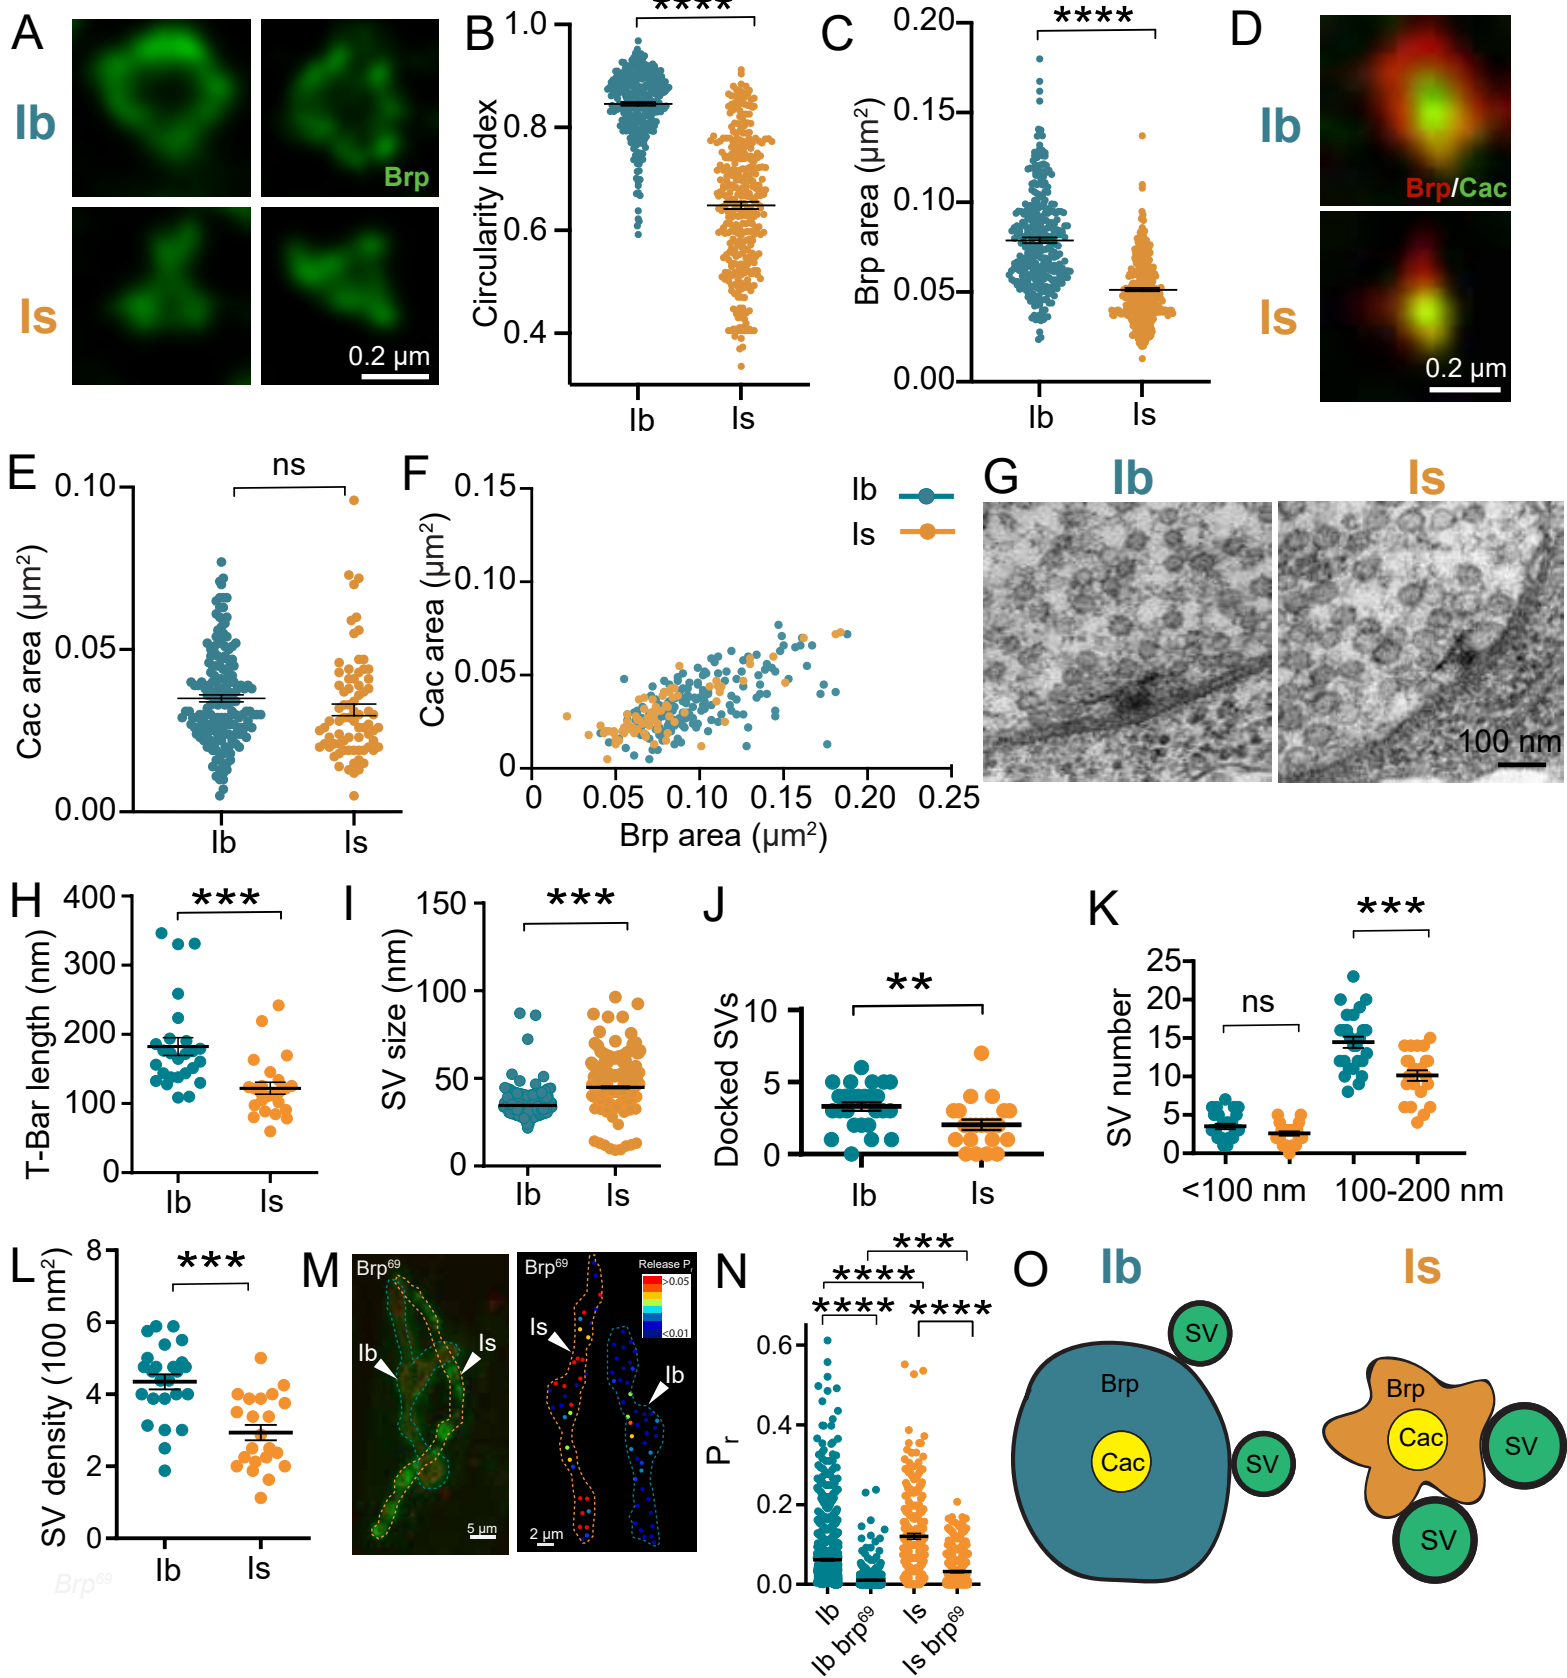 A
Ib
Brp
Is
0.2 µm
B
****
1.0
0.8
0.6
0.4
Circularity Index
Ib
Is
C
****
0.20
0.15
0.10
0.05
0.00
Brp area (µm²)
Ib
Is
D
Ib
Brp/Cac
Is
0.2 µm
E
ns
0.10
0.05
0.00
Cac area (µm²)
Ib
Is
F
0.15
0.10
0.05
0
Cac area (µm²)
Ib
Is
0
0.05
0.10
0.15
0.20
0.25
Brp area (µm²)
G
Ib
Is
100 nm
H
***
400
300
200
100
0
T-Bar length (nm)
Ib
Is
I
***
150
100
50
0
SV size (nm)
Ib
Is
J
**
10
5
0
Docked SVs
Ib
Is
K
***
ns
25
20
15
10
5
0
SV number
<100 nm
100-200 nm
L
***
8
6
4
2
0
SV density (100 nm²)
Ib
Is
Brp⁶⁹
M
Brp⁶⁹
Ib
Is
5 µm
Brp⁶⁹
Release Pᵣ
>0.05
<0.01
Is
Ib
2 µm
N
***
****
****
****
0.6
0.4
0.2
0.0
Pᵣ
Ib
Ib brp⁶⁹
Is
Is brp⁶⁹
O
Ib
Is
SV
Brp
Cac
SV
Brp
Cac
SV
SV